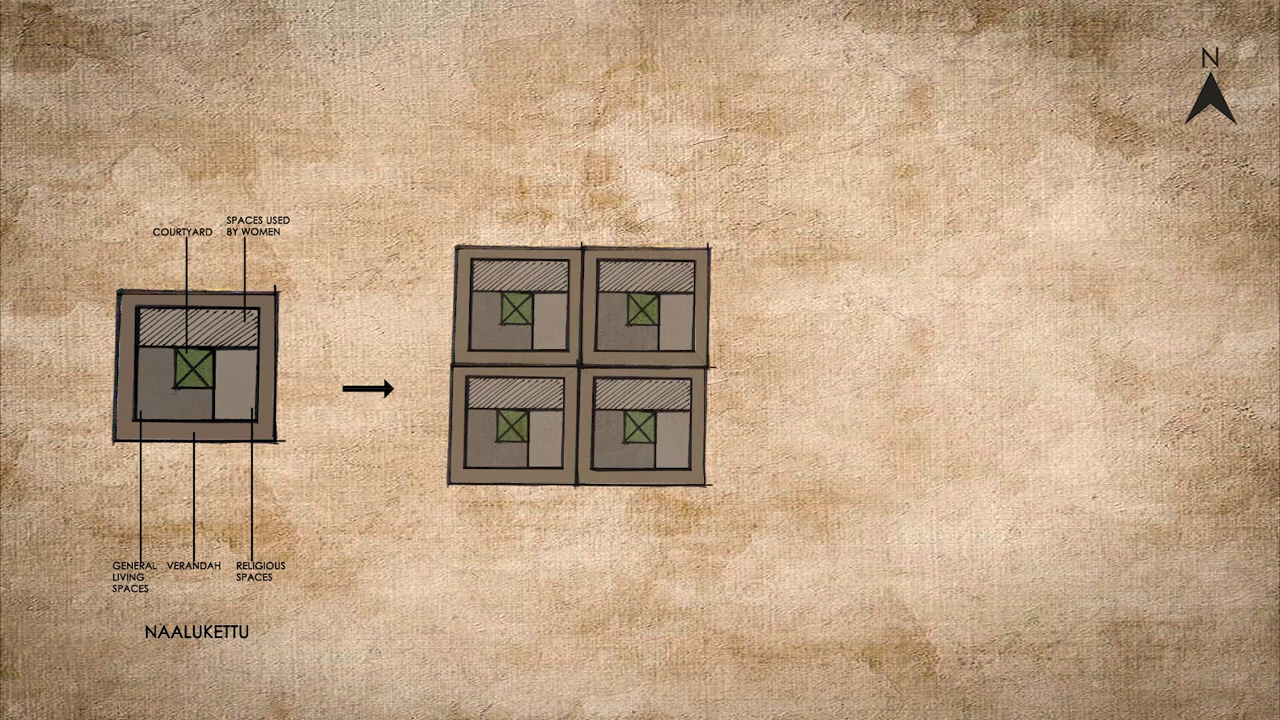 N
COURTYARD
SPACES USED
BY WOMEN
GENERAL
LIVING
SPACES
VERANDAH
RELIGIOUS
SPACES
NAALUKETTU